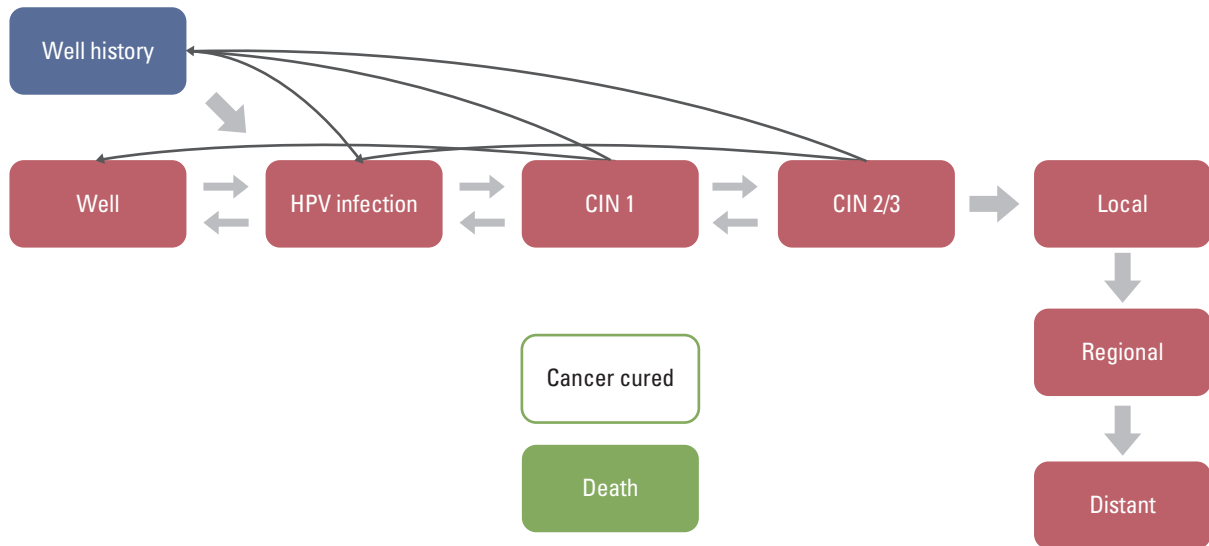 Well history
Well
HPV infection
CIN 1
CIN 2/3
Local
Regional
Cancer cured
Death
Distant